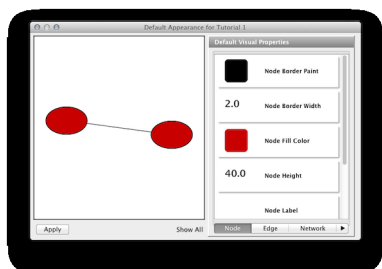 Default Appearance for Tutorial 1
Default Visual Properties
Node Border Paint
2.0 Node Border Width
Node Fill Color
40.0 Node Height
Node Label
Apply Show All Node Edge Network